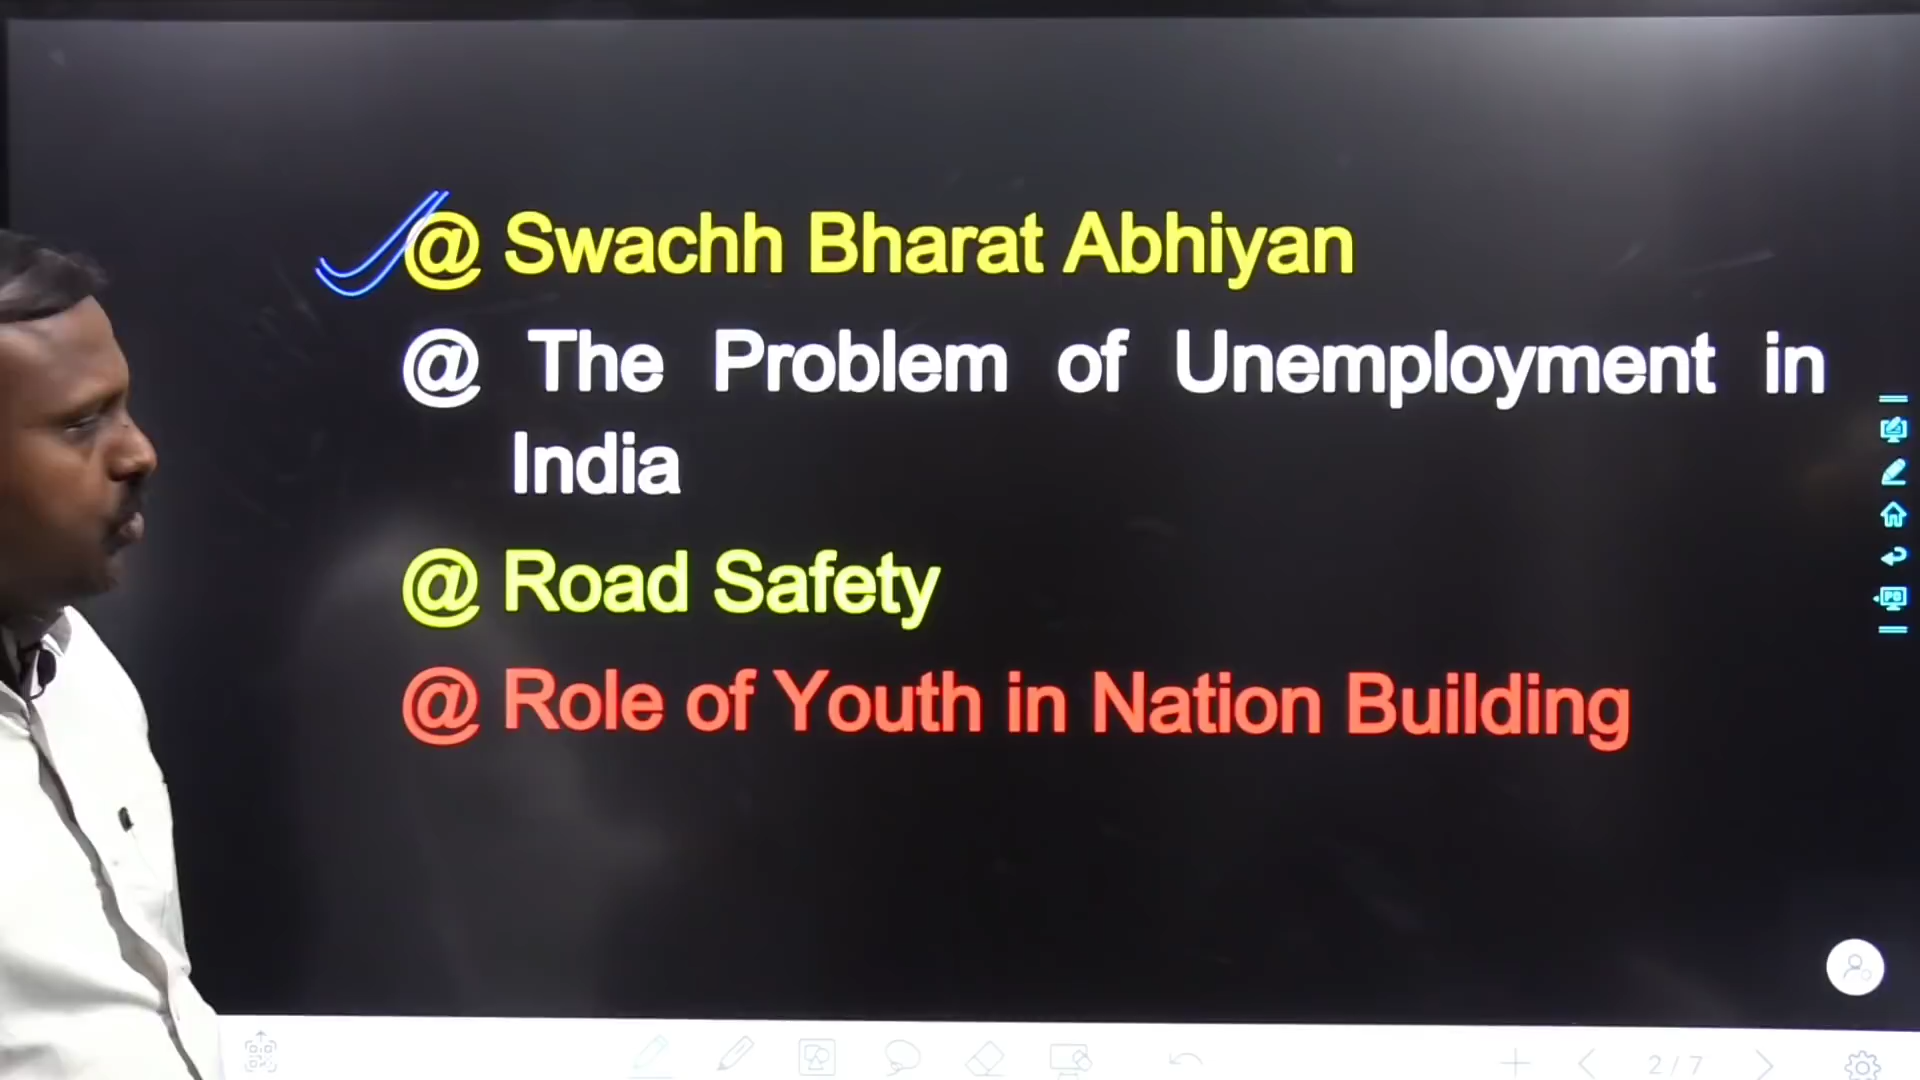 @ Swachh Bharat Abhiyan
@ The Problem of Unemployment in
India
@ Road Safety
@ Role of Youth in Nation Building
2/7